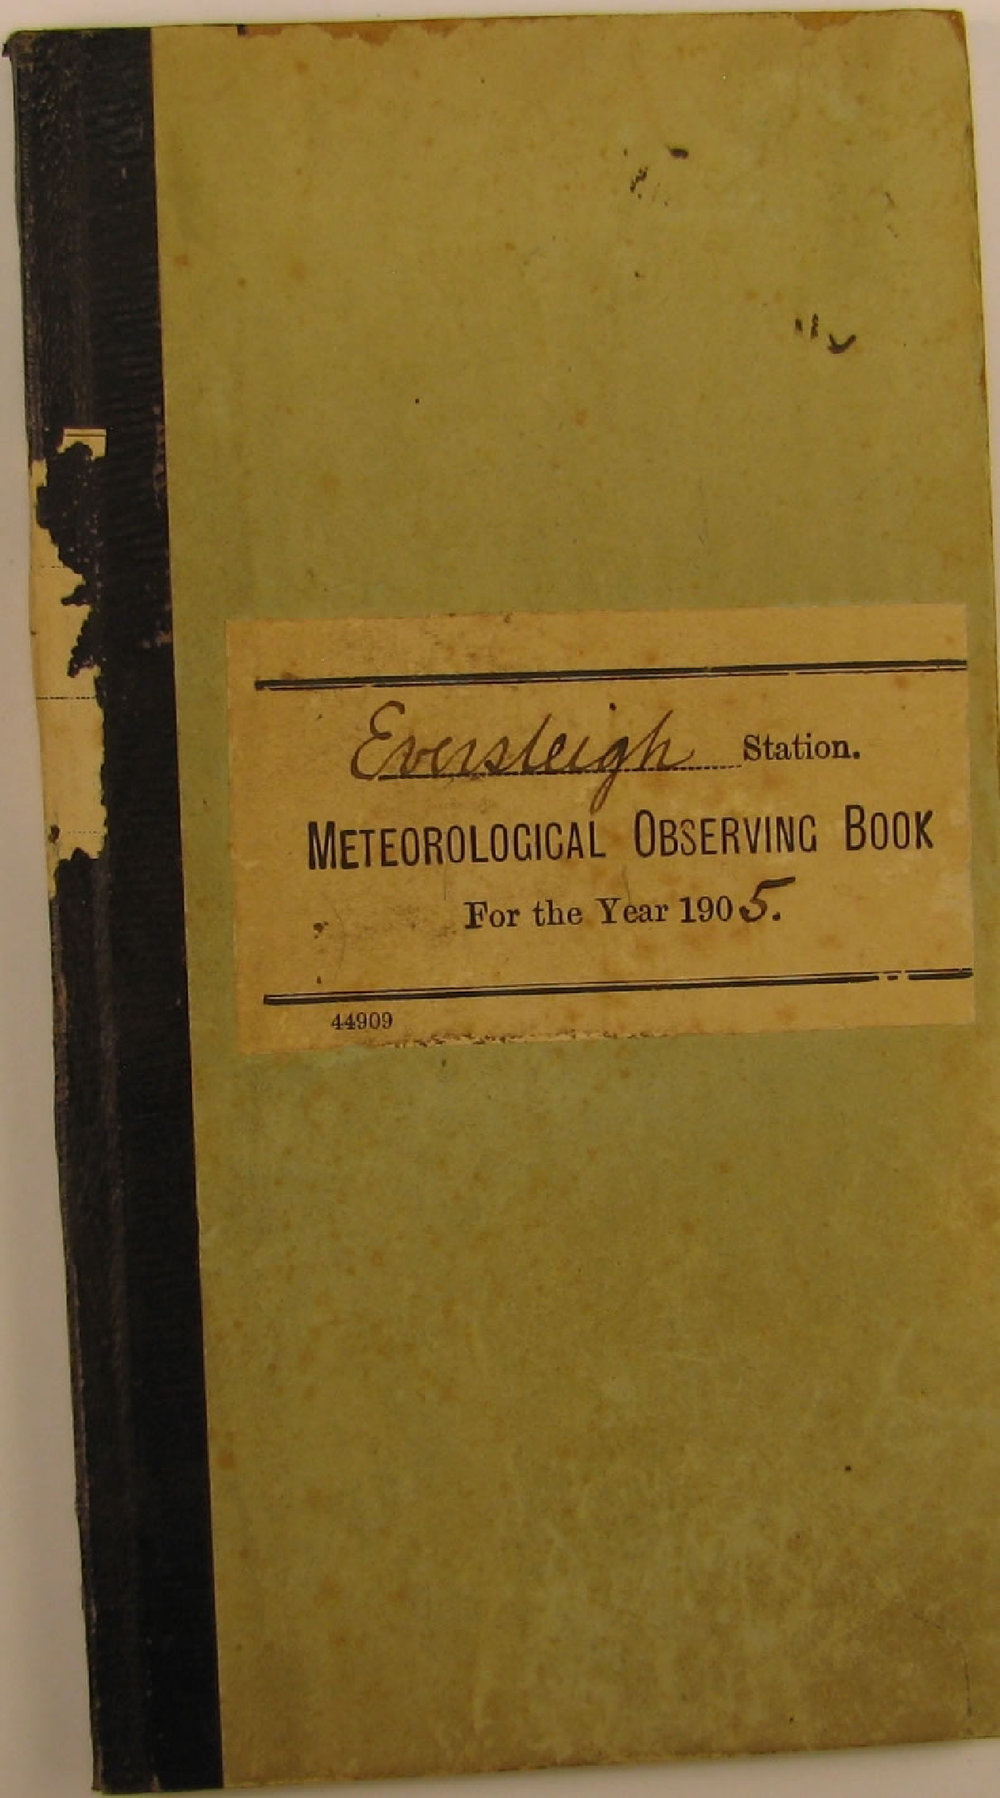 Eversleigh Station.
METEOROLOGICAL OBSERVING BOOK
For the Year 1905.
44909